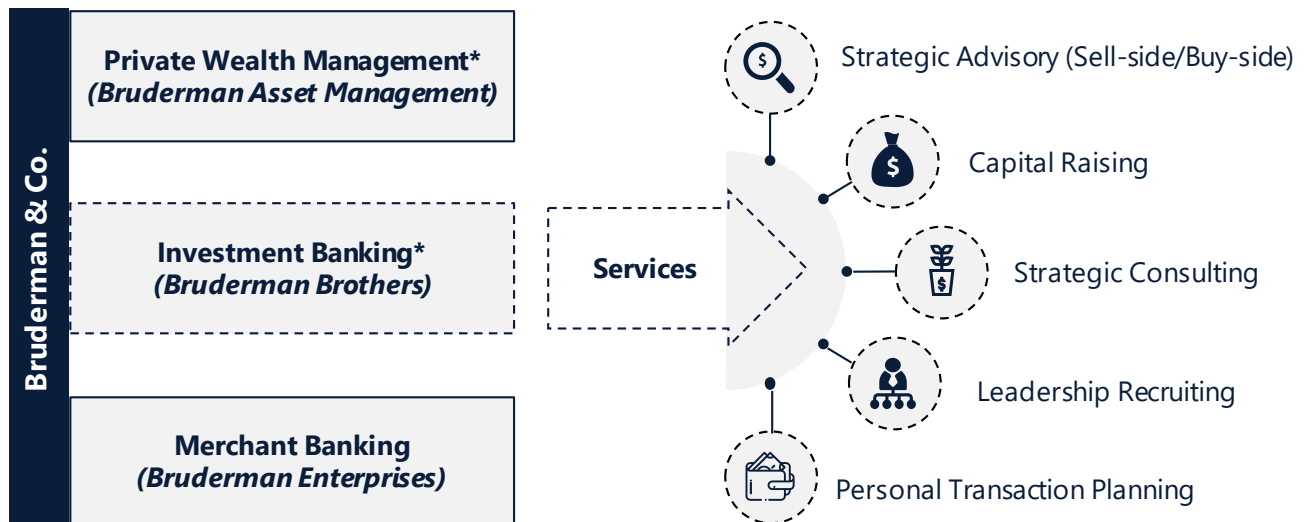 Bruderman & Co.
Private Wealth Management*
(Bruderman Asset Management)
Investment Banking*
(Bruderman Brothers)
Merchant Banking
(Bruderman Enterprises)
Services
$
Strategic Advisory (Sell-side/Buy-side)
$
Capital Raising
$
Strategic Consulting
Leadership Recruiting
Personal Transaction Planning